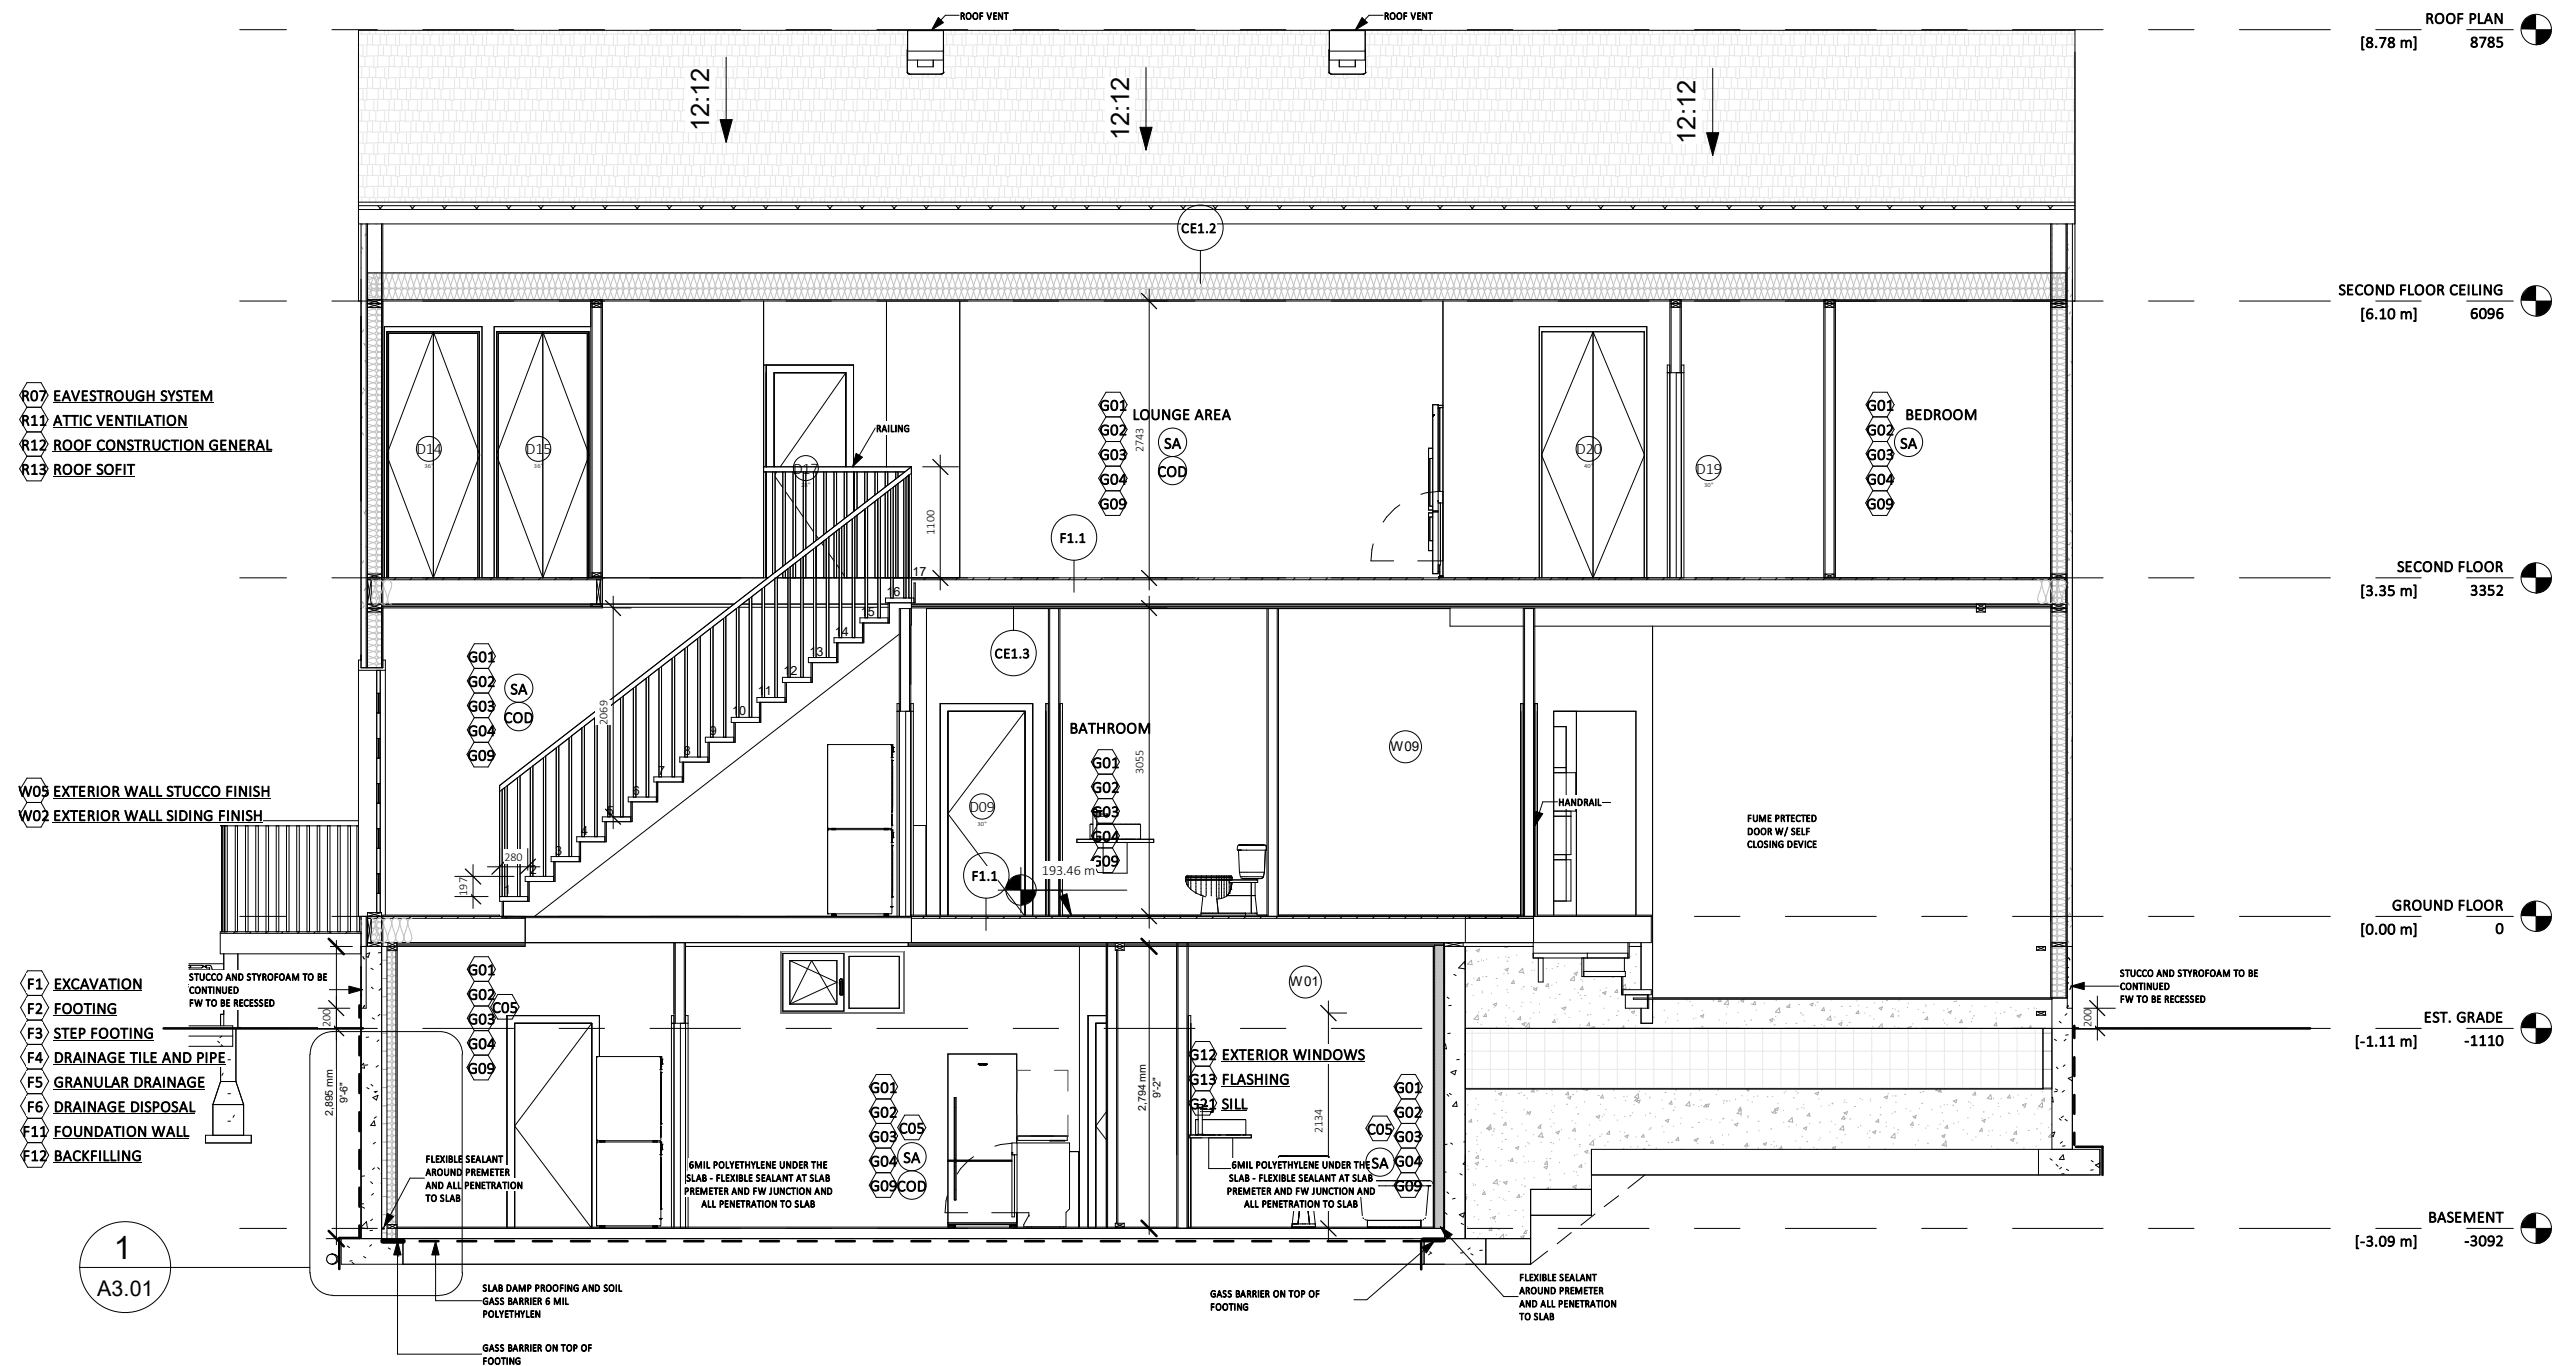 ROOF VENT
ROOF VENT
ROOF PLAN
[8.78 m] 8785
12:12
12:12
12:12
CE1.2
SECOND FLOOR CEILING
[6.10 m] 6096
R07 EAVESTROUGH SYSTEM
R11 ATTIC VENTILATION
R12 ROOF CONSTRUCTION GENERAL
R13 ROOF SOFIT
D14
36"
D15
36"
D17
RAILING
1100
G01
G02
G03
G04
G09
LOUNGE AREA
SA
COD
2743
D20
40"
D19
30"
G01
G02
G03
G04
G09
BEDROOM
SA
F1.1
SECOND FLOOR
[3.35 m] 3352
17
16
15
14
13
12
11
10
9
8
7
6
5
4
3
2
1
G01
G02
G03
G04
G09
SA
COD
2069
280
197
CE1.3
BATHROOM
G01
G02
G03
G04
G09
3055
D09
30"
F1.1
193.46 m
W09
HANDRAIL
FUME PRTECTED
DOOR W/ SELF
CLOSING DEVICE
W05 EXTERIOR WALL STUCCO FINISH
W02 EXTERIOR WALL SIDING FINISH
GROUND FLOOR
[0.00 m] 0
F1 EXCAVATION
F2 FOOTING
F3 STEP FOOTING
F4 DRAINAGE TILE AND PIPE
F5 GRANULAR DRAINAGE
F6 DRAINAGE DISPOSAL
F11 FOUNDATION WALL
F12 BACKFILLING
STUCCO AND STYROFOAM TO BE
CONTINUED
FW TO BE RECESSED
200
2,895 mm
9'-6"
G01
G02
G03
G04
G09
C05
G01
G02
G03
G04
G09
C05
SA
COD
2,794 mm
9'-2"
W01
G12 EXTERIOR WINDOWS
G13 FLASHING
G21 SILL
2134
G01
G02
G03
G04
G09
C05
SA
STUCCO AND STYROFOAM TO BE
CONTINUED
FW TO BE RECESSED
200
EST. GRADE
[-1.11 m] -1110
FLEXIBLE SEALANT
AROUND PREMETER
AND ALL PENETRATION
TO SLAB
6MIL POLYETHYLENE UNDER THE
SLAB - FLEXIBLE SEALANT AT SLAB
PREMETER AND FW JUNCTION AND
ALL PENETRATION TO SLAB
6MIL POLYETHYLENE UNDER THE
SLAB - FLEXIBLE SEALANT AT SLAB
PREMETER AND FW JUNCTION AND
ALL PENETRATION TO SLAB
BASEMENT
[-3.09 m] -3092
1
A3.01
SLAB DAMP PROOFING AND SOIL
GASS BARRIER 6 MIL
POLYETHYLEN
GASS BARRIER ON TOP OF
FOOTING
GASS BARRIER ON TOP OF
FOOTING
FLEXIBLE SEALANT
AROUND PREMETER
AND ALL PENETRATION
TO SLAB